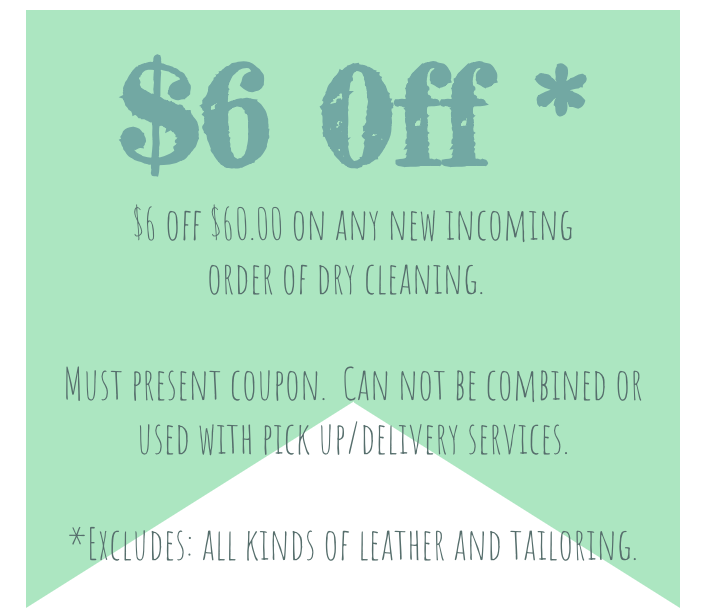 $6 Off *
$6 off $60.00 on any new incoming
order of dry cleaning.
Must present coupon. Can not be combined or
used with pick up/delivery services.
*Excludes: all kinds of leather and tailoring.